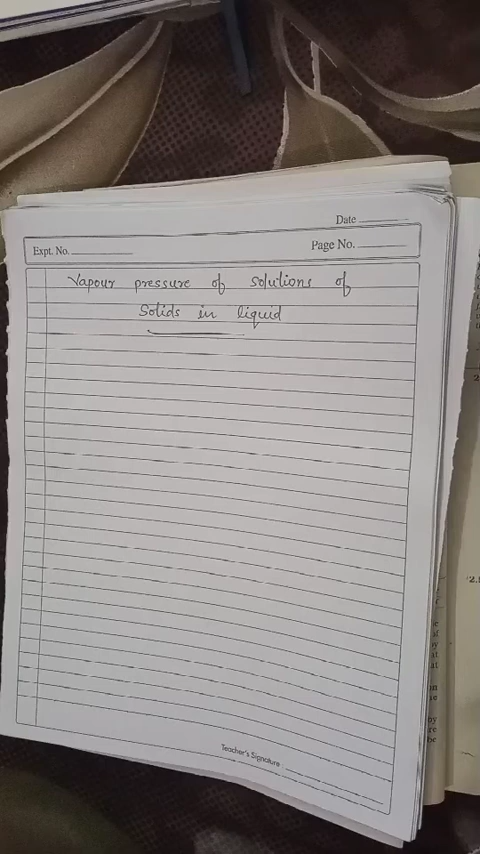 Date
Expt. No.
Page No.
Vapour pressure of solutions of
Solids in liquid
Teacher's Signature